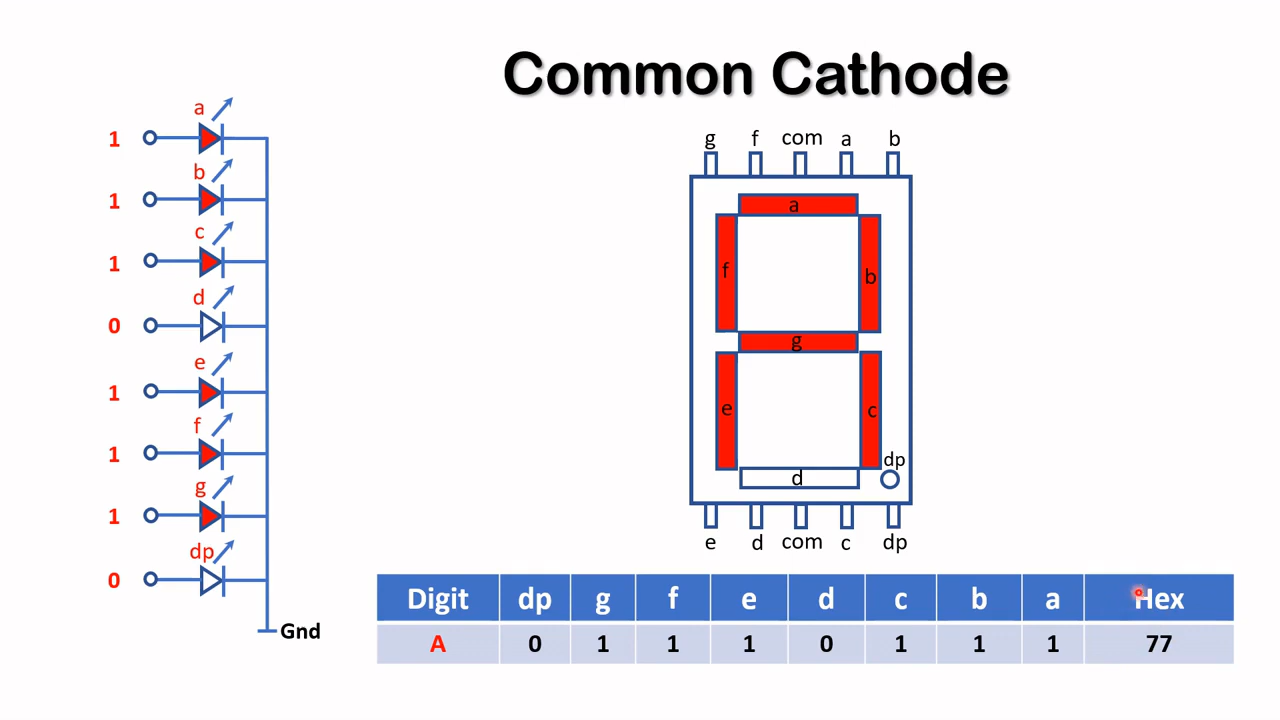 Common Cathode
a
1
b
1
c
1
d
0
e
1
f
1
g
1
dp
0
Gnd
g f com a b
a
f
b
g
e
c
dp
d
e d com c dp
Digit dp g f e d c b a Hex
A 0 1 1 1 0 1 1 1 77